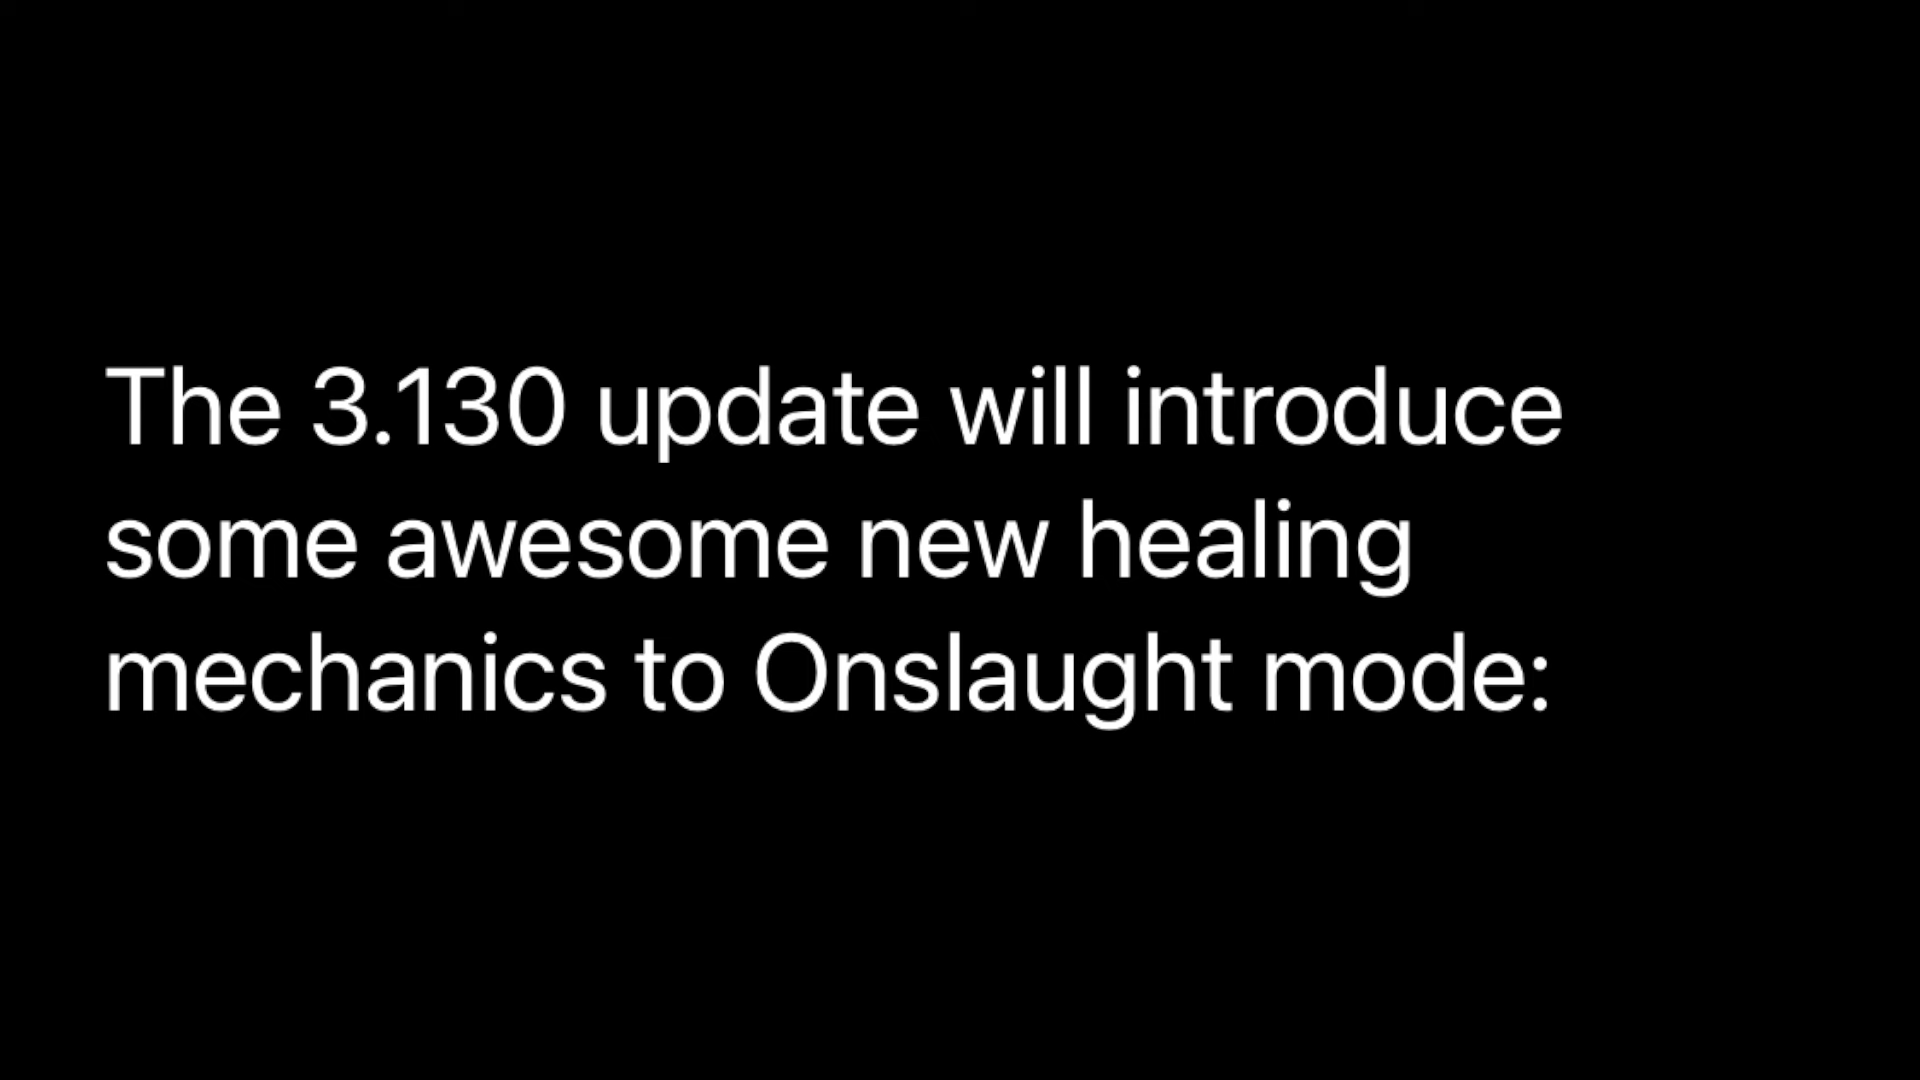 The 3.130 update will introduce
some awesome new healing
mechanics to Onslaught mode: